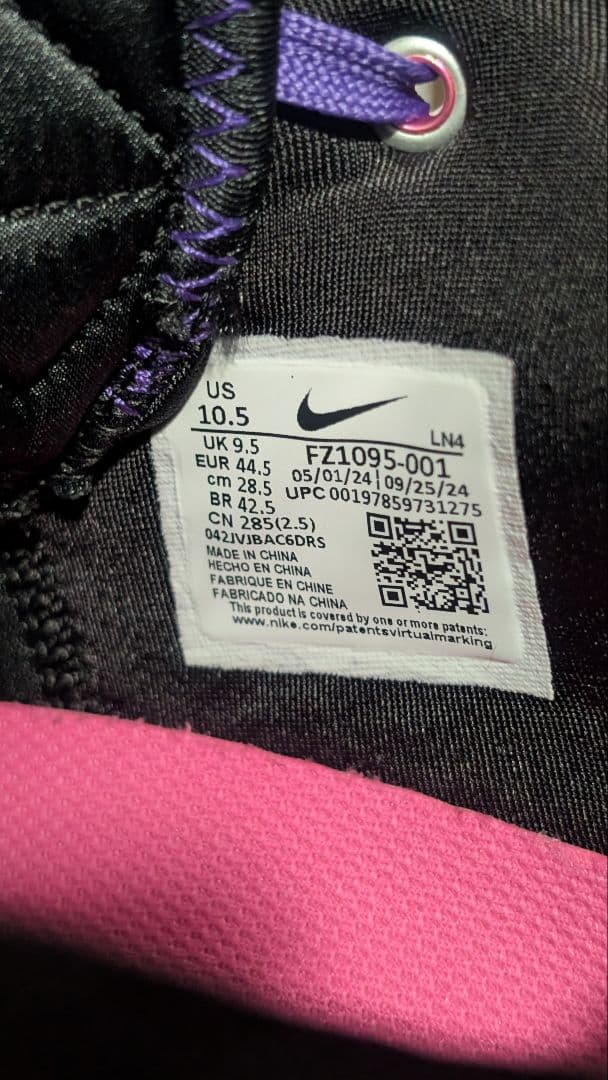 US
10.5
LN4
UK 9.5
FZ1095-001
EUR 44.5
05/01/24 | 09/25/24
cm 28.5
UPC 00197859731275
BR 42.5
CN 285(2.5)
042JVJBAC6DRS
MADE IN CHINA
HECHO EN CHINA
FABRIQUE EN CHINE
FABRICADO NA CHINA
This product is covered by one or more patents:
www.nike.com/patentsvirtualmarking